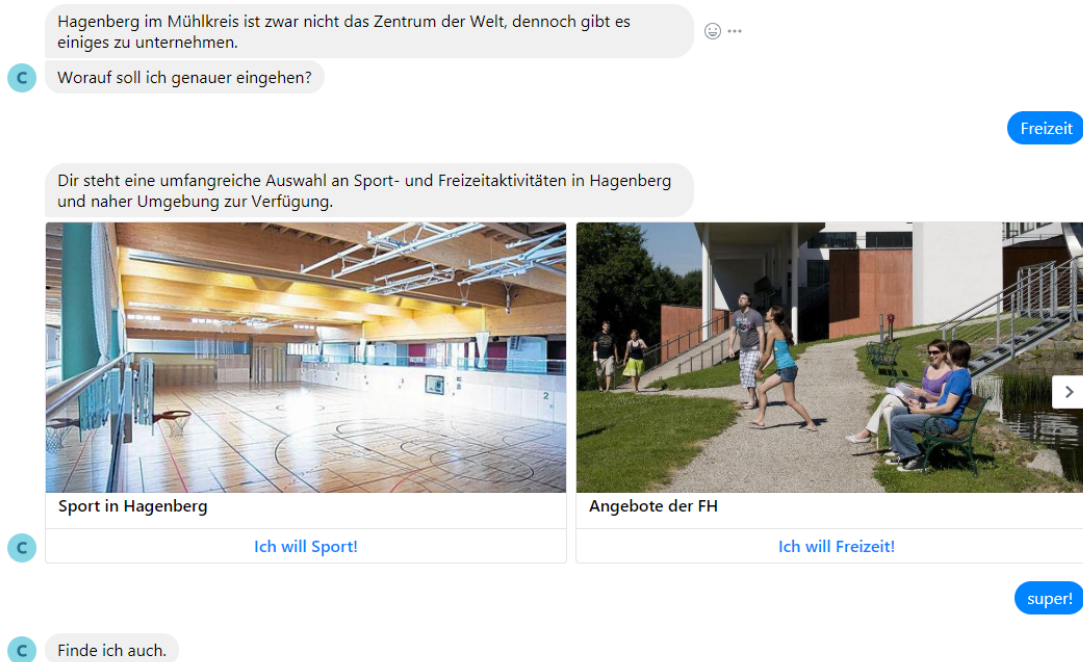 Hagenberg im Mühlkreis ist zwar nicht das Zentrum der Welt, dennoch gibt es
einiges zu unternehmen.
C
Worauf soll ich genauer eingehen?
Freizeit
Dir steht eine umfangreiche Auswahl an Sport- und Freizeitaktivitäten in Hagenberg
und naher Umgebung zur Verfügung.
Sport in Hagenberg
Angebote der FH
C
Ich will Sport!
Ich will Freizeit!
super!
C
Finde ich auch.